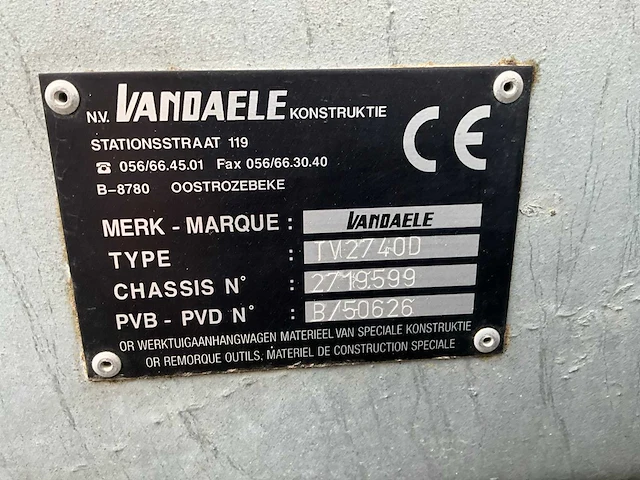 N.V. VANDAELE KONSTRUKTIE
STATIONSSTRAAT 119
☎ 056/66.45.01 Fax 056/66.30.40
B-8780 OOSTROZEBEKE
CE
MERK - MARQUE : VANDAELE
TYPE : TV2740D
CHASSIS N° : 2719599
PVB - PVD N° : B/50626
OR WERKTUIGAANHANGWAGEN MATERIEEL VAN SPECIALE KONSTRUKTIE
OR REMORQUE OUTILS. MATERIEL DE CONSTRUCTION SPECIALE